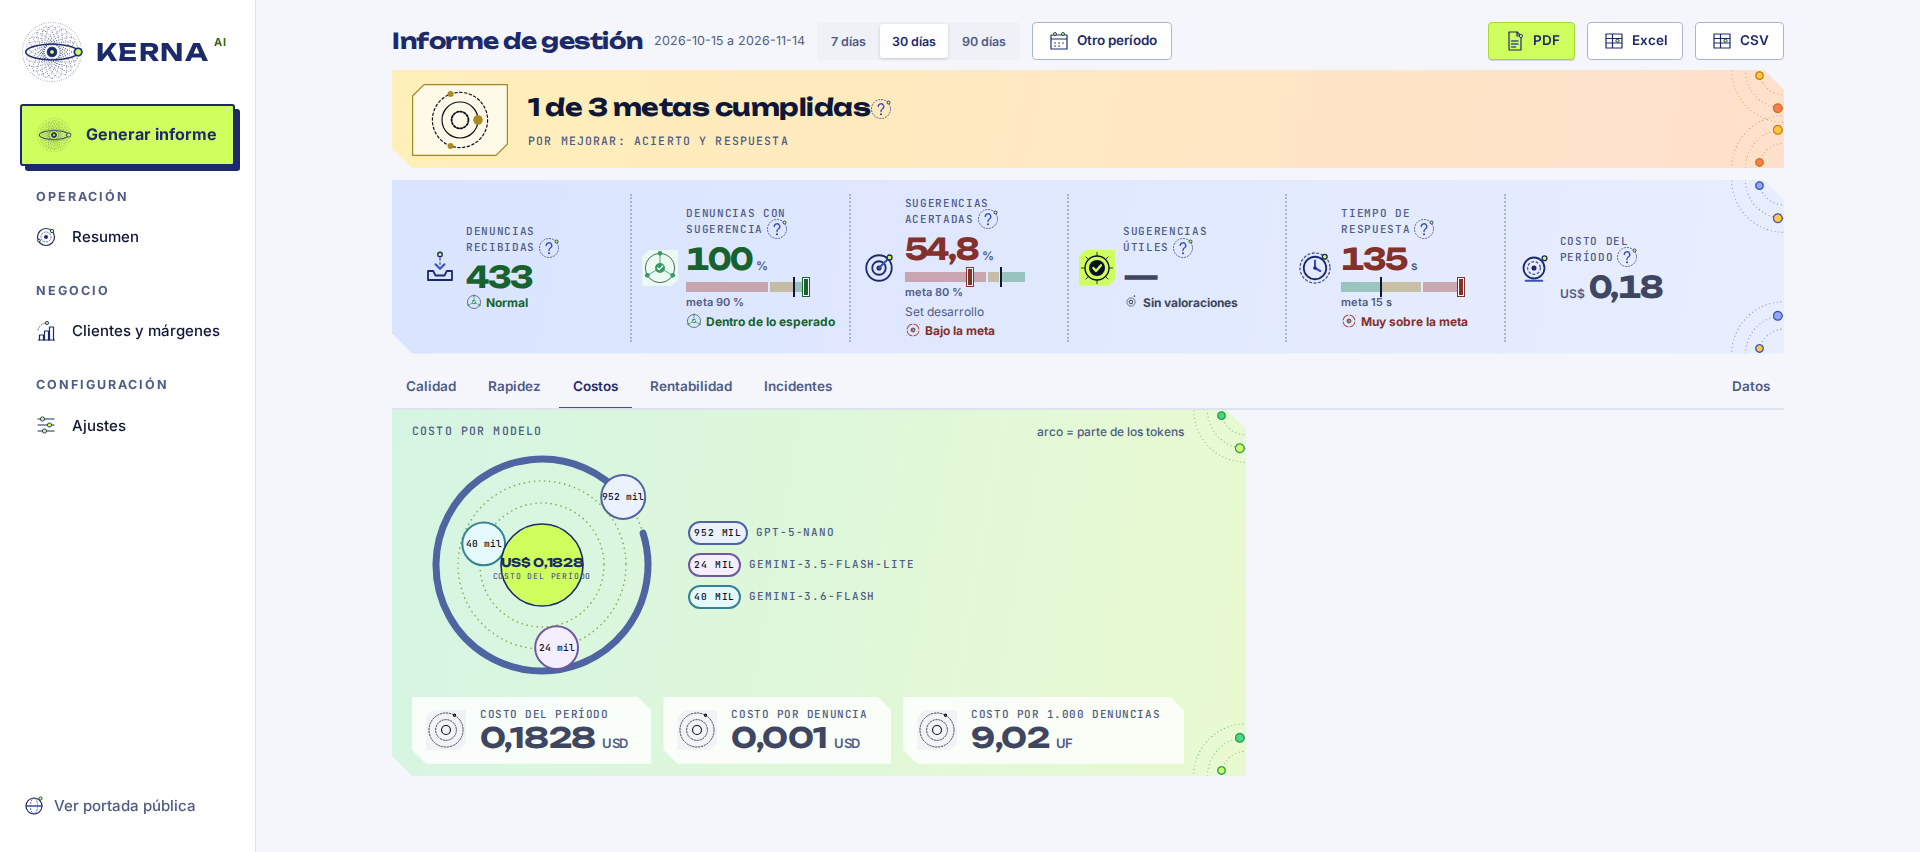 KERNA AI
Generar informe
OPERACIÓN
Resumen
NEGOCIO
Clientes y márgenes
CONFIGURACIÓN
Ajustes
Ver portada pública
Informe de gestión
2026-10-15 a 2026-11-14
7 días
30 días
90 días
Otro período
PDF
Excel
CSV
1 de 3 metas cumplidas ?
POR MEJORAR: ACIERTO Y RESPUESTA
DENUNCIAS
RECIBIDAS ?
433
Normal
DENUNCIAS CON
SUGERENCIA ?
100 %
meta 90 %
Dentro de lo esperado
SUGERENCIAS
ACERTADAS ?
54,8 %
meta 80 %
Set desarrollo
Bajo la meta
SUGERENCIAS
ÚTILES ?
—
Sin valoraciones
TIEMPO DE
RESPUESTA ?
135 s
meta 15 s
Muy sobre la meta
COSTO DEL
PERÍODO ?
US$ 0,18
Calidad
Rapidez
Costos
Rentabilidad
Incidentes
Datos
COSTO POR MODELO
arco = parte de los tokens
952 mil
40 mil
US$ 0,1828
COSTO DEL PERÍODO
24 mil
952 MIL GPT-5-NANO
24 MIL GEMINI-3.5-FLASH-LITE
40 MIL GEMINI-3.6-FLASH
COSTO DEL PERÍODO
0,1828 USD
COSTO POR DENUNCIA
0,001 USD
COSTO POR 1.000 DENUNCIAS
9,02 UF